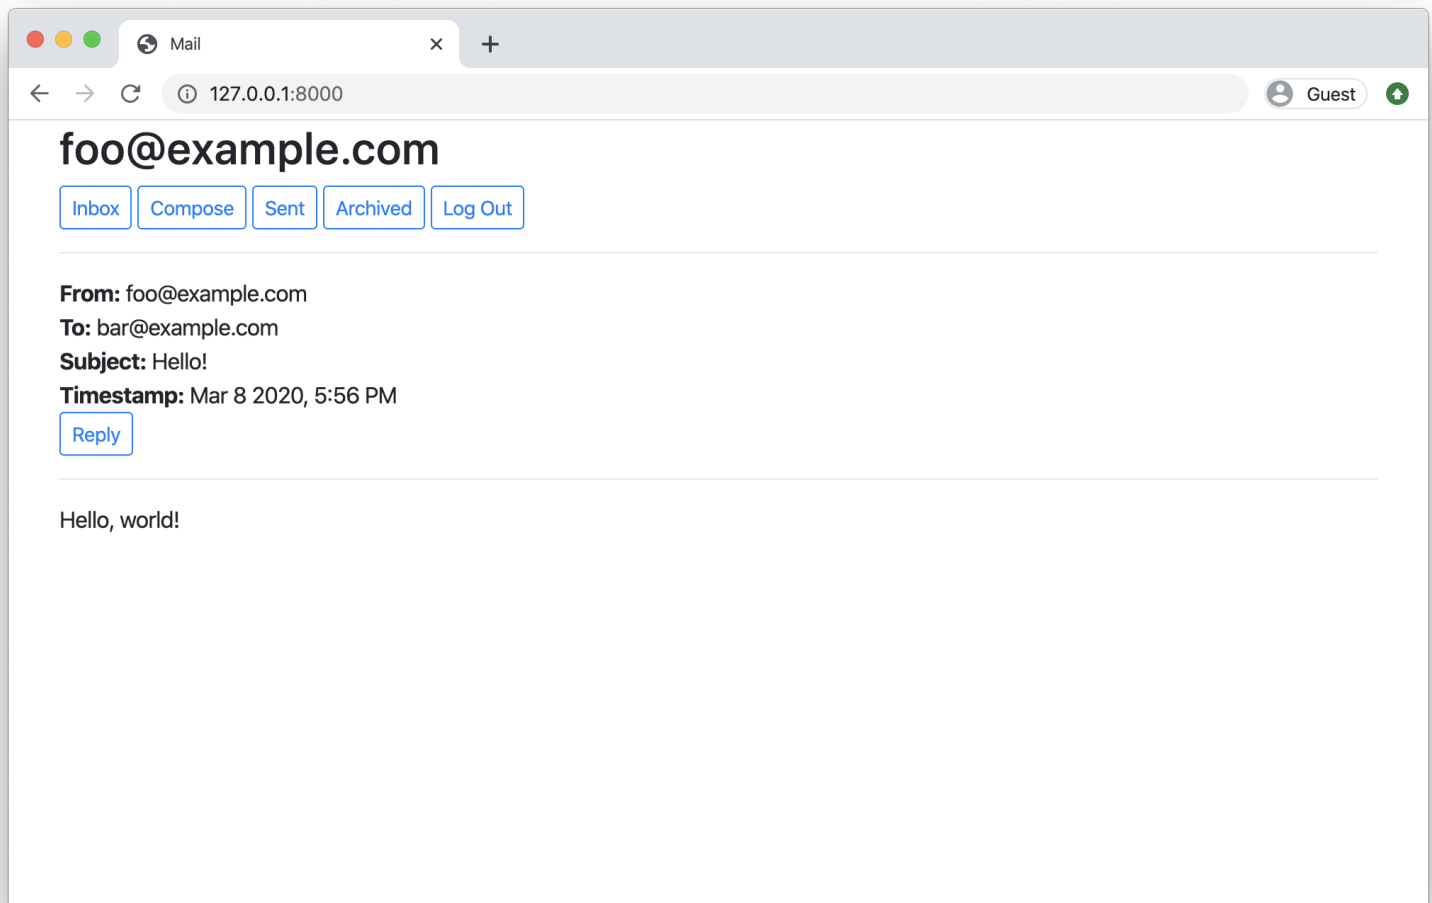 Mail
127.0.0.1:8000
Guest
foo@example.com
Inbox Compose Sent Archived Log Out
From: foo@example.com
To: bar@example.com
Subject: Hello!
Timestamp: Mar 8 2020, 5:56 PM
Reply
Hello, world!